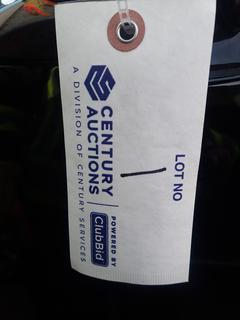 LOT NO
1
CENTURY
AUCTIONS
A DIVISION OF CENTURY SERVICES
POWERED BY
ClubBid